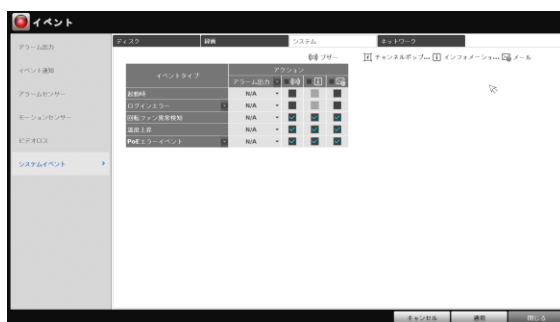 イベント
ディスク 録画 システム ネットワーク
アラーム出力
イベント通知
アラームセンサー
モーションセンサー
ビデオロス
システムイベント
ブザー チャンネルポップ... インフォメーショ... メール
イベントタイプ アクション
アラーム出力
起動時 N/A
ログインエラー N/A
回転ファン異常検知 N/A
温度上昇 N/A
PoEエラーイベント N/A
キャンセル 適用 閉じる